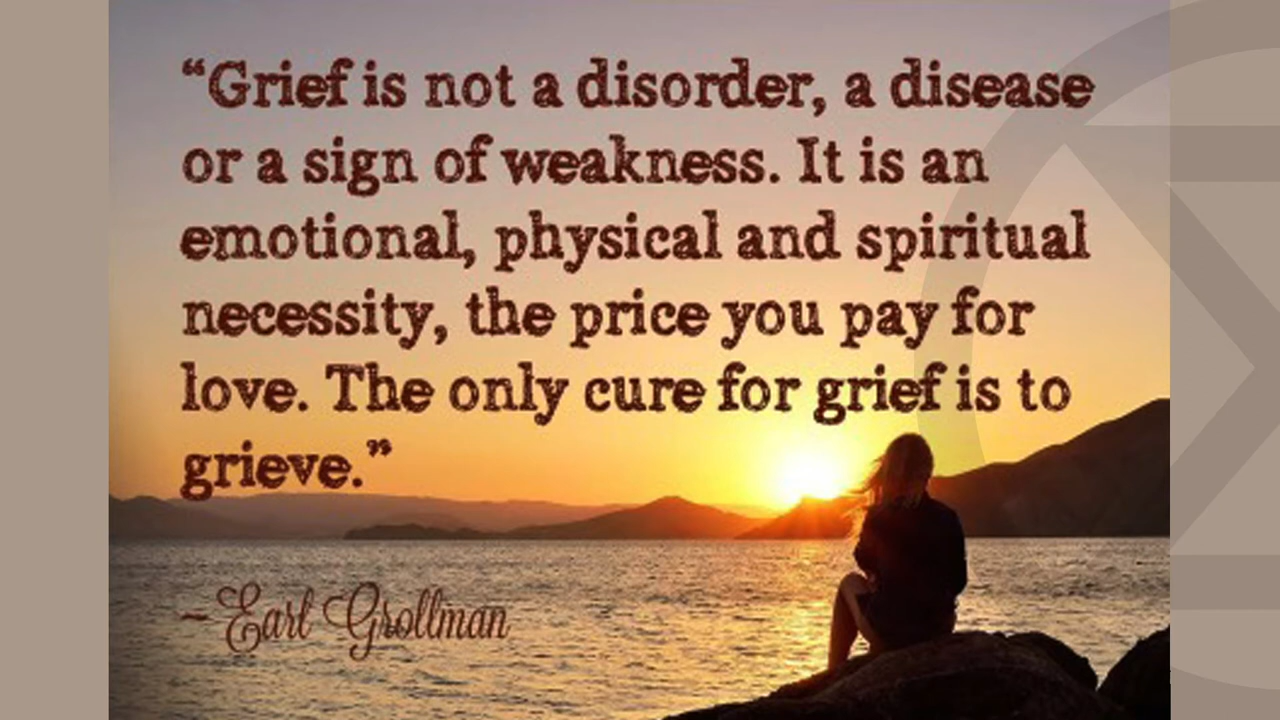 “Grief is not a disorder, a disease
or a sign of weakness. It is an
emotional, physical and spiritual
necessity, the price you pay for
love. The only cure for grief is to
grieve.”
~Earl Grollman